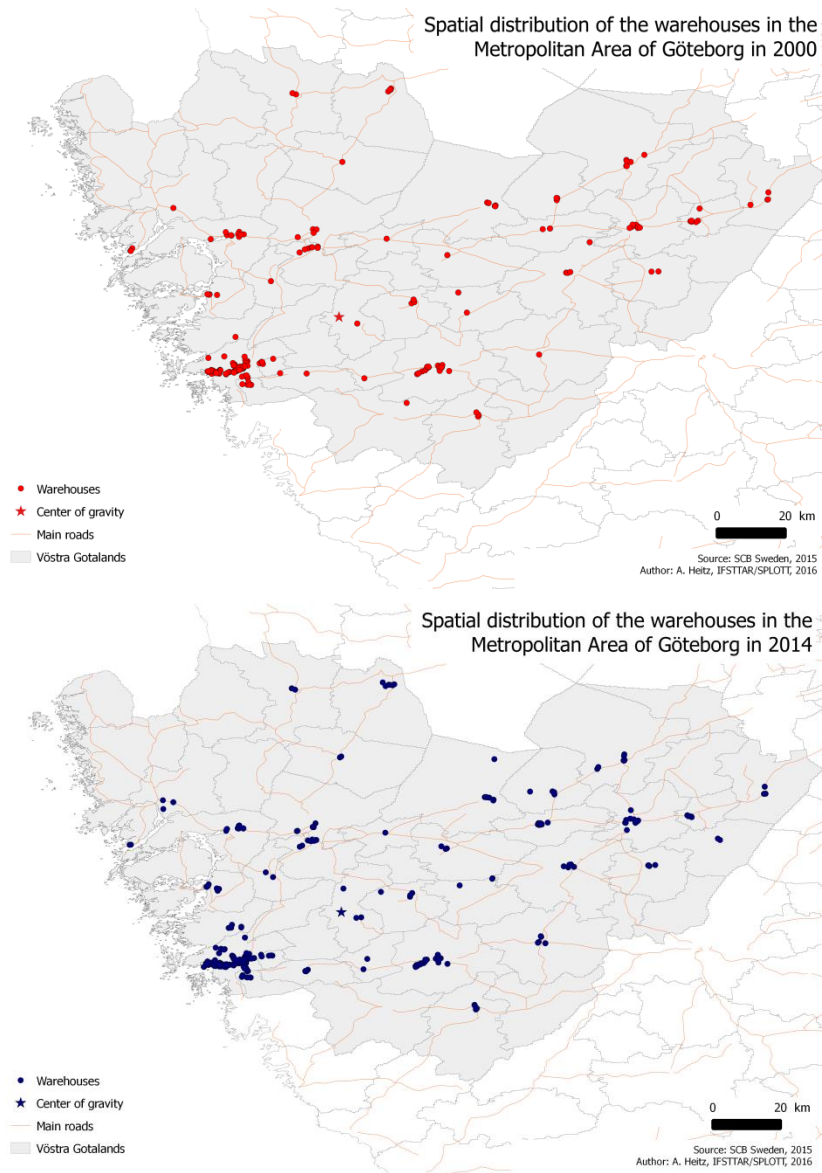 Spatial distribution of the warehouses in the
Metropolitan Area of Göteborg in 2000
Warehouses
Center of gravity
Main roads
Vöstra Gotalands
0 20 km
Source: SCB Sweden, 2015
Author: A. Heitz, IFSTTAR/SPLOTT, 2016
Spatial distribution of the warehouses in the
Metropolitan Area of Göteborg in 2014
Warehouses
Center of gravity
Main roads
Vöstra Gotalands
0 20 km
Source: SCB Sweden, 2015
Author: A. Heitz, IFSTTAR/SPLOTT, 2016